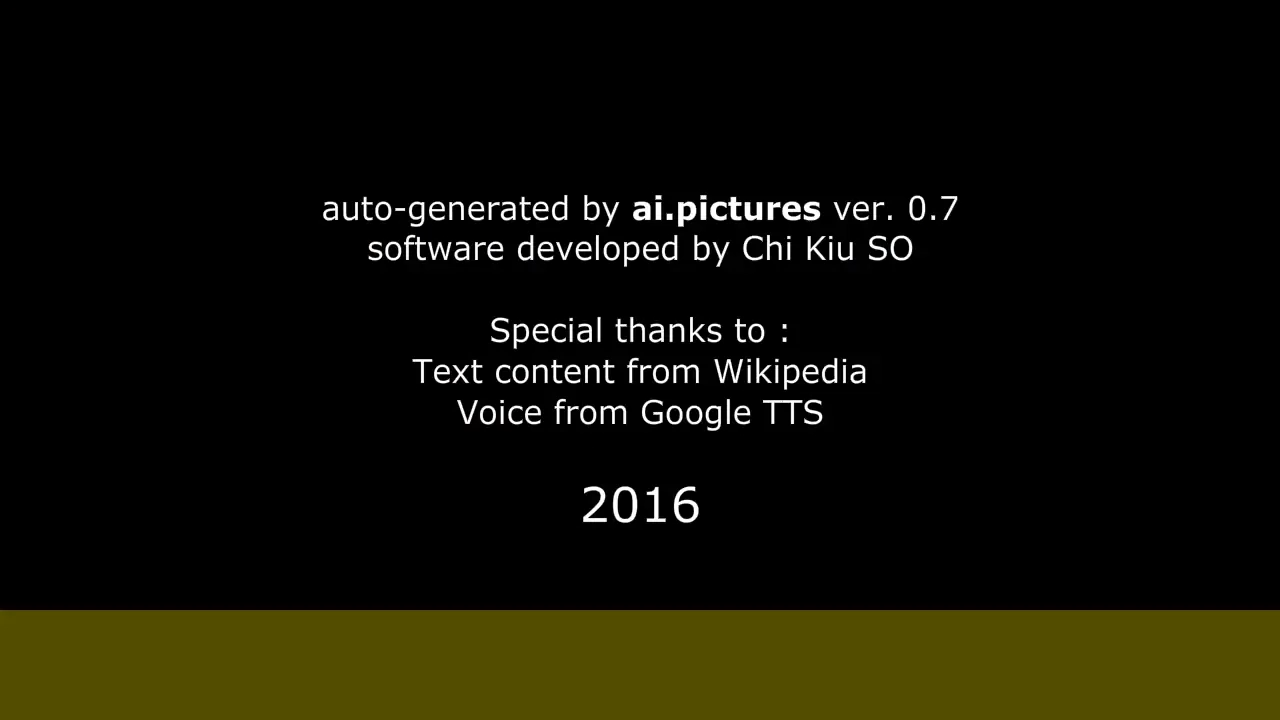 auto-generated by ai.pictures ver. 0.7
software developed by Chi Kiu SO
Special thanks to :
Text content from Wikipedia
Voice from Google TTS
2016